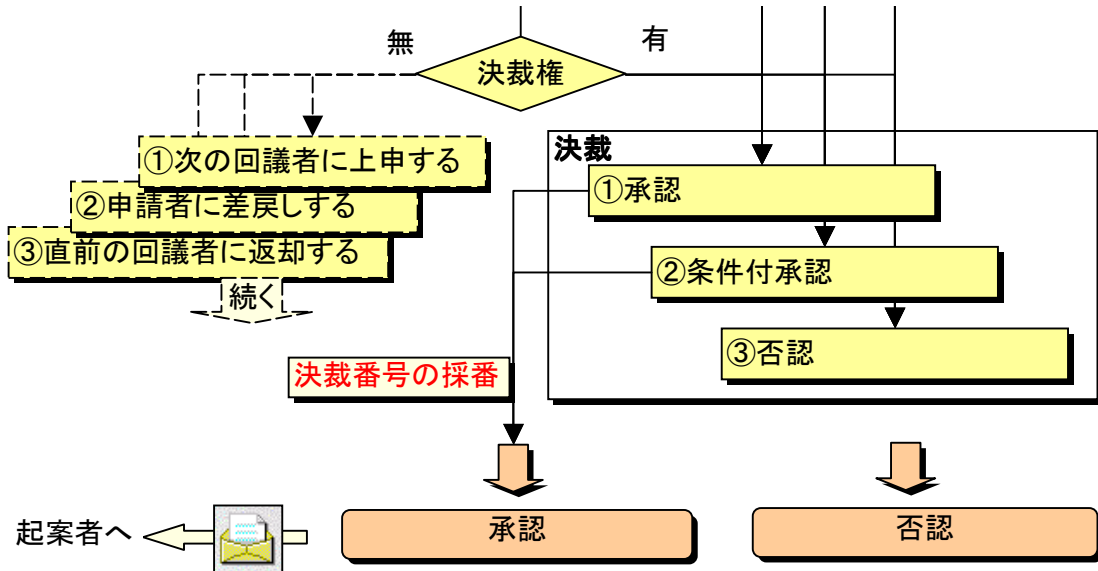 無
有
決裁権
①次の回議者に上申する
②申請者に差戻しする
③直前の回議者に返却する
続く
決裁
①承認
②条件付承認
③否認
決裁番号の採番
起案者へ
承認
否認